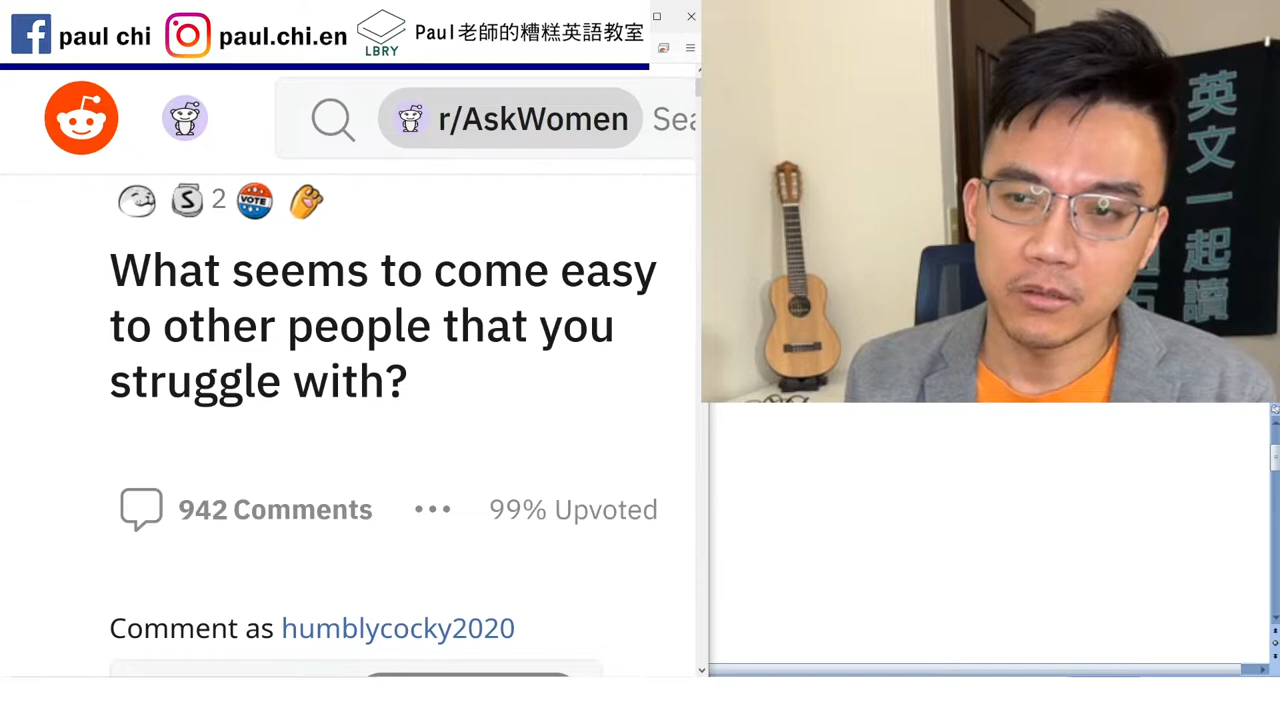 paul chi
paul.chi.en
LBRY
Paul老師的糟糕英語教室
r/AskWomen
Sea
S 2
VOTE
What seems to come easy
to other people that you
struggle with?
942 Comments
99% Upvoted
Comment as humblycocky2020
英文一起讀